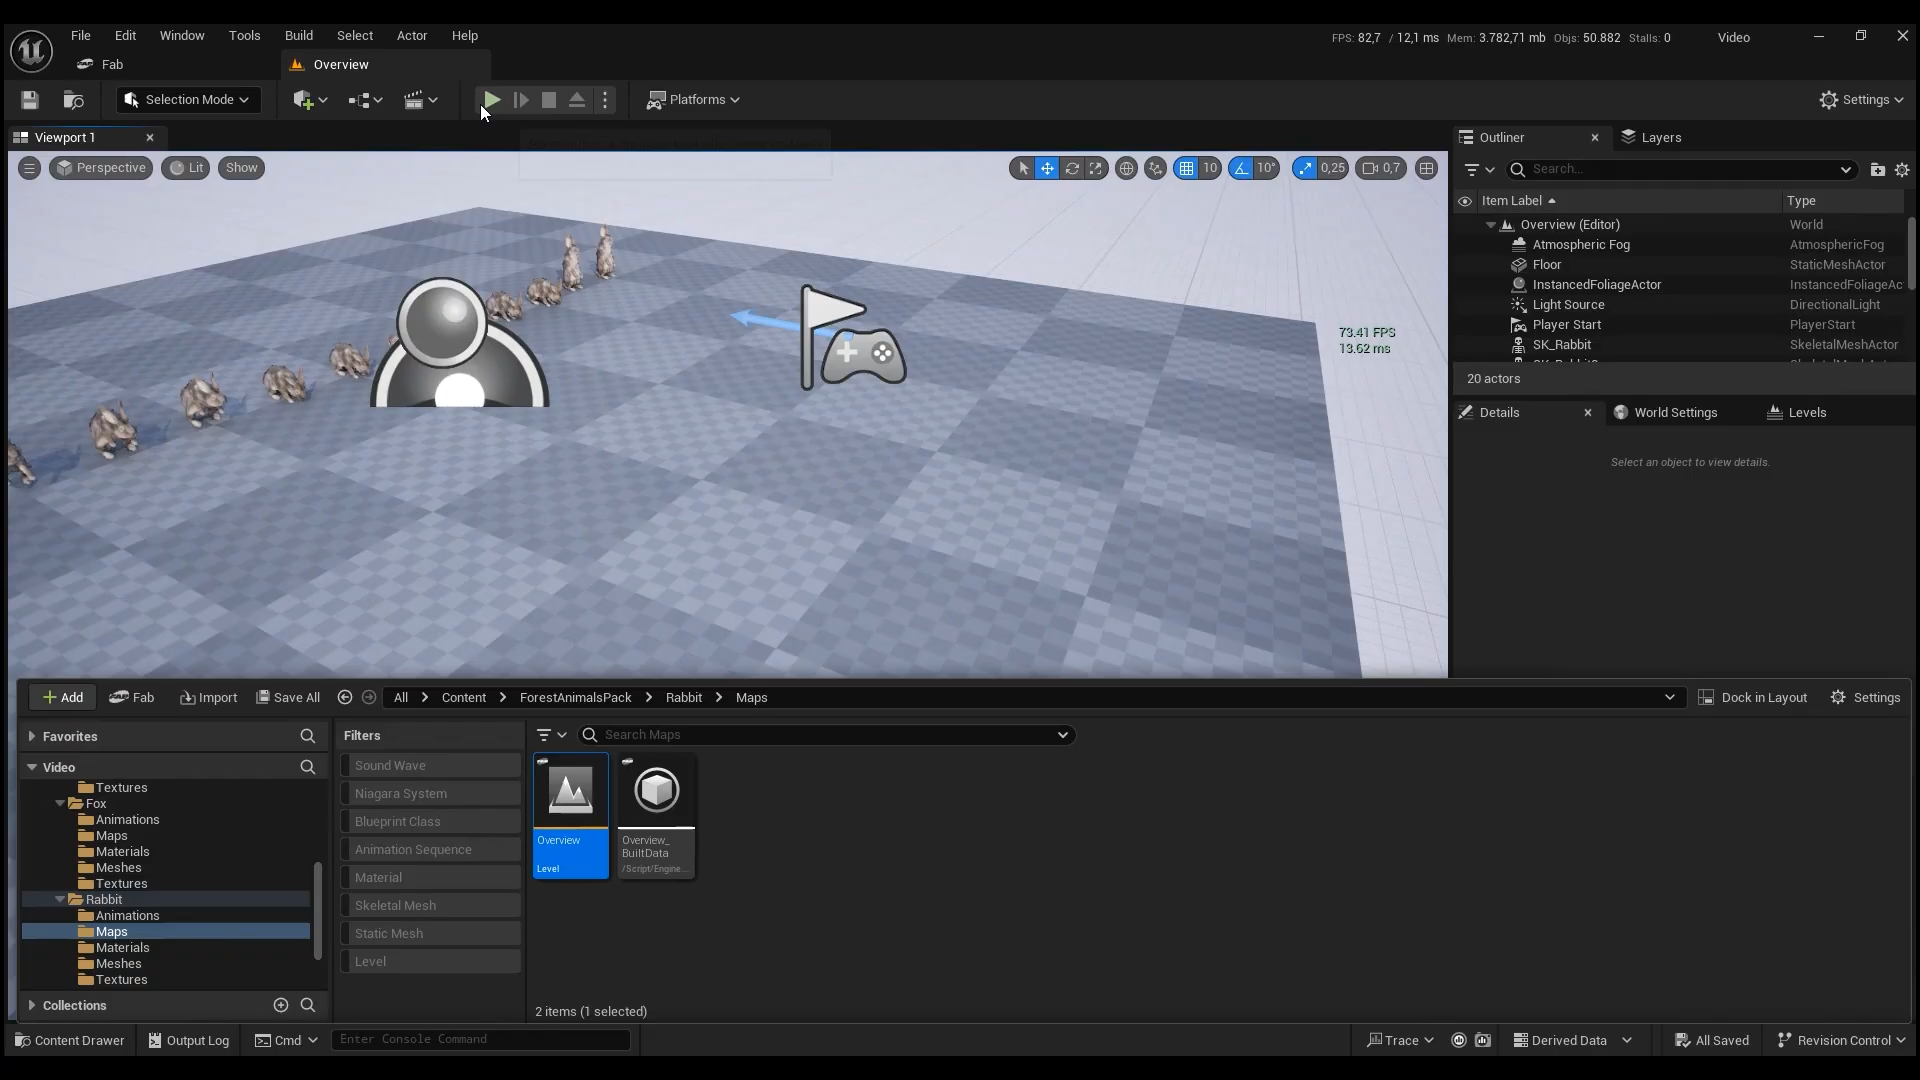 File Edit Window Tools Build Select Actor Help
FPS: 82,7 / 12,1 ms Mem: 3.782,71 mb Objs: 50.882 Stalls: 0 Video
Fab Overview
Selection Mode Platforms Settings
Viewport 1
Perspective Lit Show 10 10° 0,25 0,7
73.41 FPS
13.62 ms
Outliner Layers
Search...
Item Label Type
Overview (Editor) World
Atmospheric Fog AtmosphericFog
Floor StaticMeshActor
InstancedFoliageActor InstancedFoliageAc
Light Source DirectionalLight
Player Start PlayerStart
SK_Rabbit SkeletalMeshActor
20 actors
Details World Settings Levels
Select an object to view details.
Add Fab Import Save All All Content ForestAnimalsPack Rabbit Maps Dock in Layout Settings
Favorites
Video
Textures
Fox
Animations
Maps
Materials
Meshes
Textures
Rabbit
Animations
Maps
Materials
Meshes
Textures
Collections
Filters
Sound Wave
Niagara System
Blueprint Class
Animation Sequence
Material
Skeletal Mesh
Static Mesh
Level
Search Maps
Overview
Level
Overview_
BuiltData
/Script/Engine...
2 items (1 selected)
Content Drawer Output Log Cmd Enter Console Command Trace Derived Data All Saved Revision Control